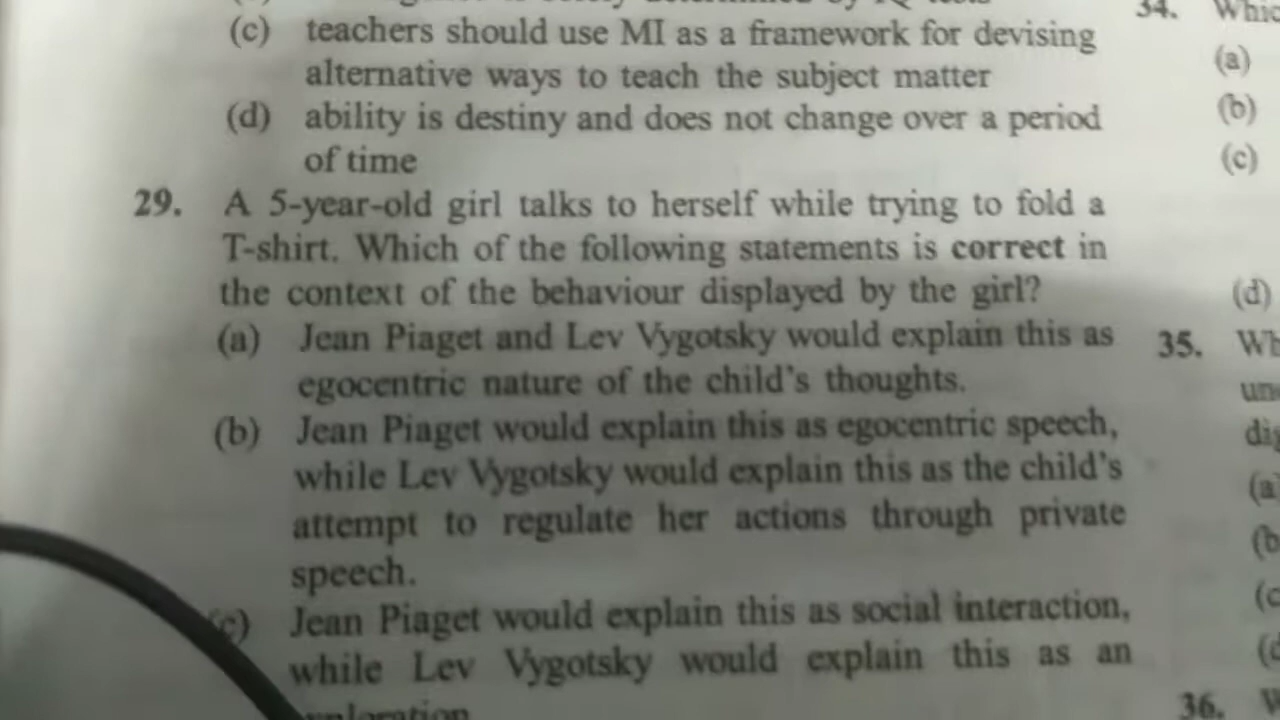 (c) teachers should use MI as a framework for devising
alternative ways to teach the subject matter
(d) ability is destiny and does not change over a period
of time
29. A 5-year-old girl talks to herself while trying to fold a
T-shirt. Which of the following statements is correct in
the context of the behaviour displayed by the girl?
(a) Jean Piaget and Lev Vygotsky would explain this as
egocentric nature of the child's thoughts.
(b) Jean Piaget would explain this as egocentric speech,
while Lev Vygotsky would explain this as the child's
attempt to regulate her actions through private
speech.
(c) Jean Piaget would explain this as social interaction,
while Lev Vygotsky would explain this as an
34.
(a)
(b)
(c)
(d)
35.
36.